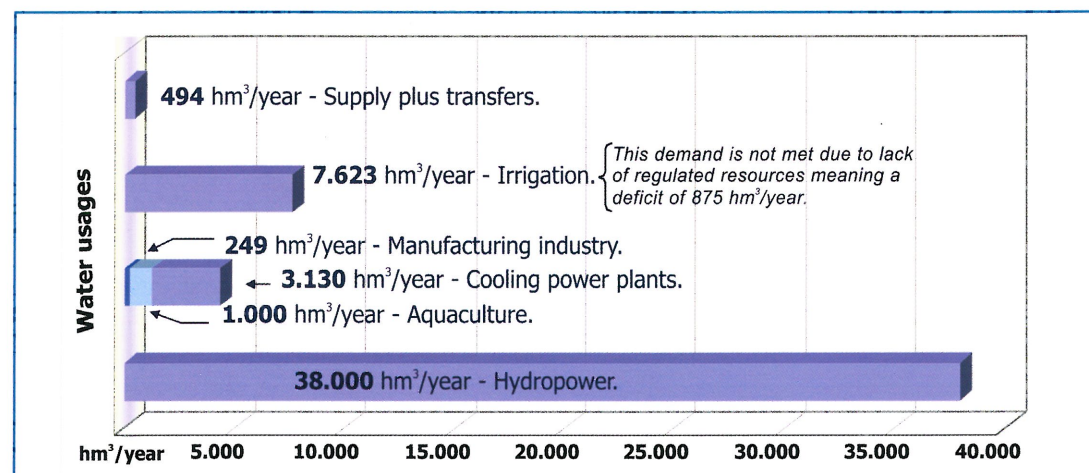 Water usages
494 hm³/year - Supply plus transfers.
7.623 hm³/year - Irrigation.
This demand is not met due to lack
of regulated resources meaning a
deficit of 875 hm³/year.
249 hm³/year - Manufacturing industry.
3.130 hm³/year - Cooling power plants.
1.000 hm³/year - Aquaculture.
38.000 hm³/year - Hydropower.
hm³/year 5.000 10.000 15.000 20.000 25.000 30.000 35.000 40.000